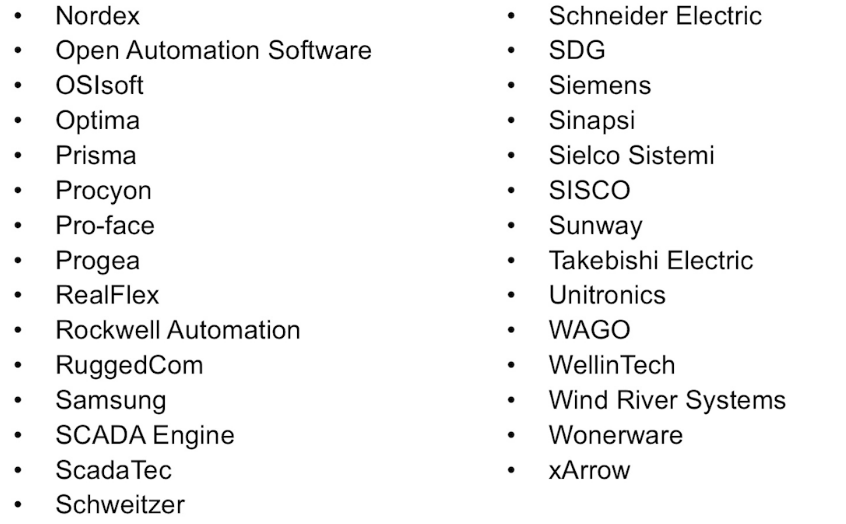 • Nordex
• Open Automation Software
• OSIsoft
• Optima
• Prisma
• Procyon
• Pro-face
• Progea
• RealFlex
• Rockwell Automation
• RuggedCom
• Samsung
• SCADA Engine
• ScadaTec
• Schweitzer
• Schneider Electric
• SDG
• Siemens
• Sinapsi
• Sielco Sistemi
• SISCO
• Sunway
• Takebishi Electric
• Unitronics
• WAGO
• WellinTech
• Wind River Systems
• Wonerware
• xArrow